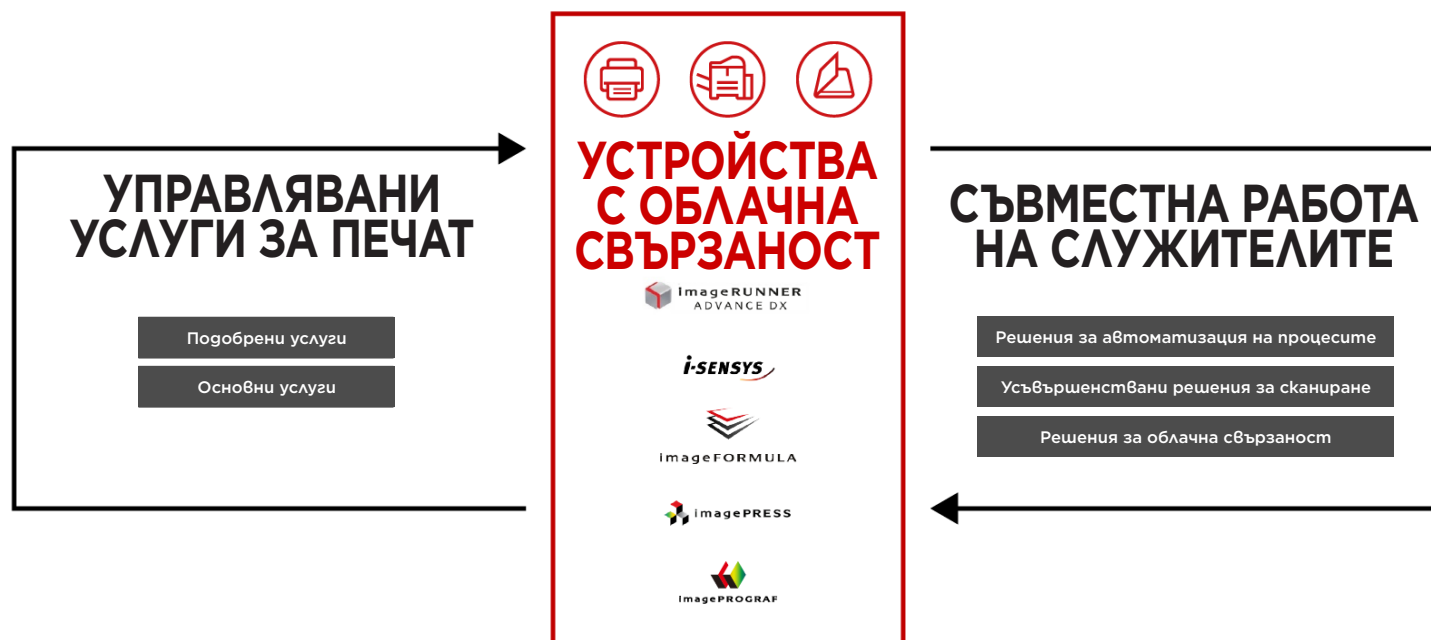 УПРАВЛЯВАНИ
УСЛУГИ ЗА ПЕЧАТ
Подобрени услуги
Основни услуги
УСТРОЙСТВА
С ОБЛАЧНА
СВЪРЗАНОСТ
imageRUNNER
ADVANCE DX
i-SENSYS
imageFORMULA
imagePRESS
imagePROGRAF
СЪВМЕСТНА РАБОТА
НА СЛУЖИТЕЛИТЕ
Решения за автоматизация на процесите
Усъвършенствани решения за сканиране
Решения за облачна свързаност